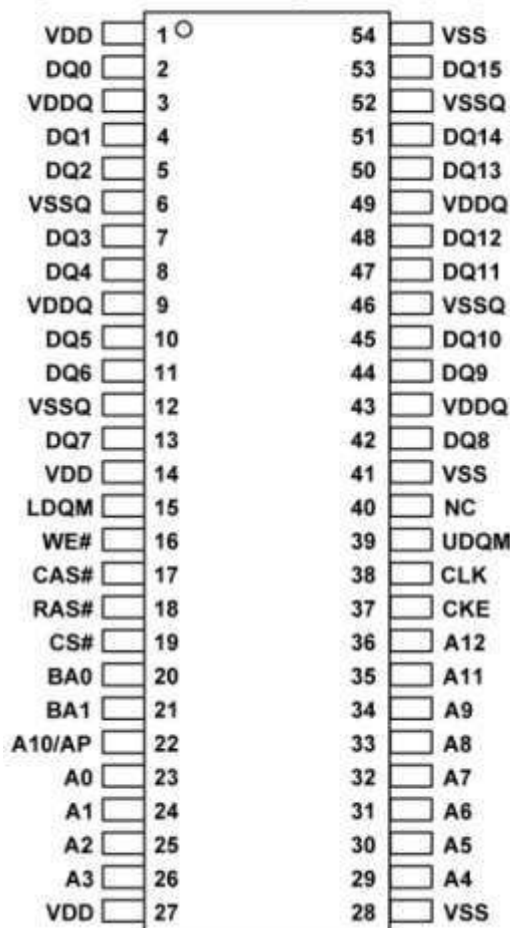 VDD 1 54 VSS
DQ0 2 53 DQ15
VDDQ 3 52 VSSQ
DQ1 4 51 DQ14
DQ2 5 50 DQ13
VSSQ 6 49 VDDQ
DQ3 7 48 DQ12
DQ4 8 47 DQ11
VDDQ 9 46 VSSQ
DQ5 10 45 DQ10
DQ6 11 44 DQ9
VSSQ 12 43 VDDQ
DQ7 13 42 DQ8
VDD 14 41 VSS
LDQM 15 40 NC
WE# 16 39 UDQM
CAS# 17 38 CLK
RAS# 18 37 CKE
CS# 19 36 A12
BA0 20 35 A11
BA1 21 34 A9
A10/AP 22 33 A8
A0 23 32 A7
A1 24 31 A6
A2 25 30 A5
A3 26 29 A4
VDD 27 28 VSS